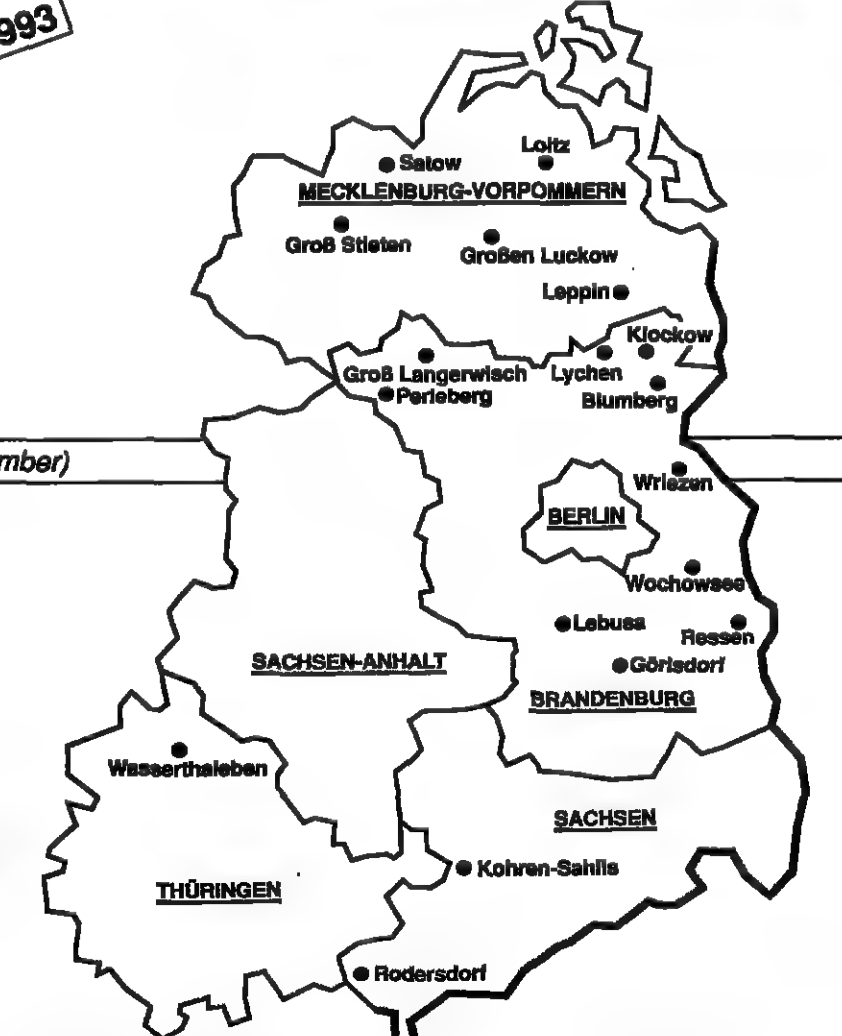 993
Loitz
Satow
MECKLENBURG-VORPOMMERN
Groß Stieten
Großen Luckow
Leppin
Klockow
Groß Langerwisch
Lychen
Perleberg
Blumberg
mber)
Wriezen
BERLIN
Wochowsee
Lebusa
Ressen
SACHSEN-ANHALT
Görlsdorf
BRANDENBURG
Wasserthaleben
SACHSEN
Kohren-Sahlis
THÜRINGEN
Rodersdorf